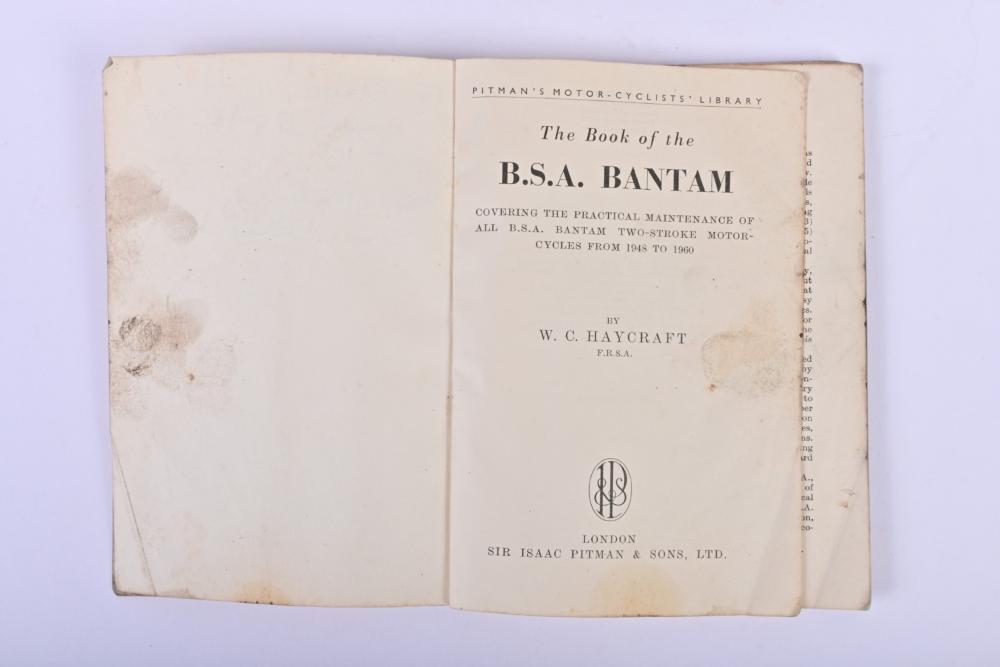 PITMAN'S MOTOR-CYCLISTS' LIBRARY
The Book of the
B.S.A. BANTAM
COVERING THE PRACTICAL MAINTENANCE OF
ALL B.S.A. BANTAM TWO-STROKE MOTOR-
CYCLES FROM 1948 TO 1960
BY
W. C. HAYCRAFT
F.R.S.A.
LONDON
SIR ISAAC PITMAN & SONS, LTD.